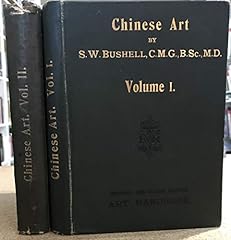 Chinese Art. Vol. II.
Chinese Art. Vol. I.
Chinese Art
BY
S.W. BUSHELL, C.M.G., B.Sc., M.D.
Volume I.
ART HANDBOOK